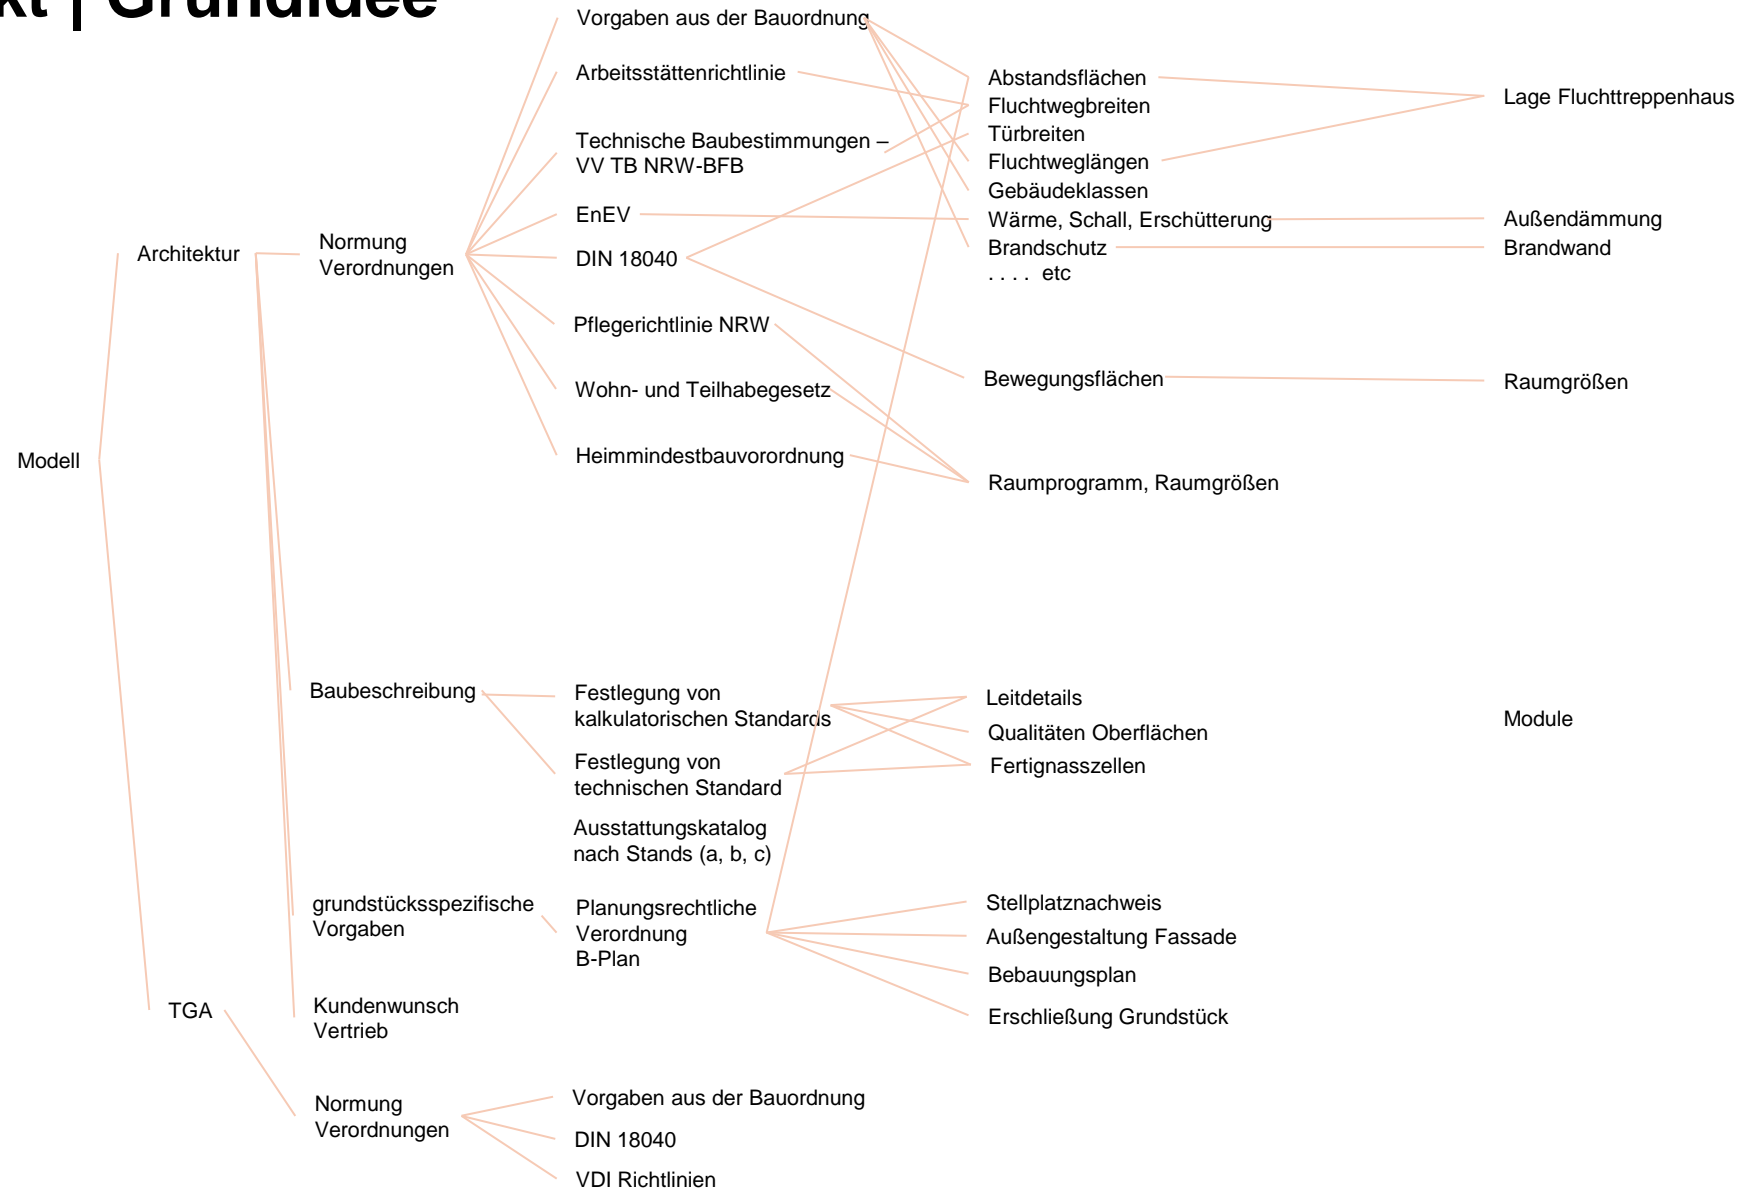 kt | Grundidee
Modell
Architektur
TGA
Normung
Verordnungen
Baubeschreibung
grundstücksspezifische
Vorgaben
Kundenwunsch
Vertrieb
Normung
Verordnungen
Vorgaben aus der Bauordnung
Arbeitsstättenrichtlinie
Technische Baubestimmungen –
VV TB NRW-BFB
EnEV
DIN 18040
Pflegerichtlinie NRW
Wohn- und Teilhabegesetz
Heimmindestbauvorordnung
Festlegung von
kalkulatorischen Standards
Festlegung von
technischen Standard
Ausstattungskatalog
nach Stands (a, b, c)
Planungsrechtliche
Verordnung
B-Plan
Vorgaben aus der Bauordnung
DIN 18040
VDI Richtlinien
Abstandsflächen
Fluchtwegbreiten
Türbreiten
Fluchtweglängen
Gebäudeklassen
Wärme, Schall, Erschütterung
Brandschutz
. . . . etc
Bewegungsflächen
Raumprogramm, Raumgrößen
Leitdetails
Qualitäten Oberflächen
Fertignasszellen
Stellplatznachweis
Außengestaltung Fassade
Bebauungsplan
Erschließung Grundstück
Lage Fluchttreppenhaus
Außendämmung
Brandwand
Raumgrößen
Module